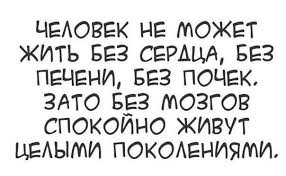 ЧЕЛОВЕК НЕ МОЖЕТ
ЖИТЬ БЕЗ СЕРДЦА, БЕЗ
ПЕЧЕНИ, БЕЗ ПОЧЕК.
ЗАТО БЕЗ МОЗГОВ
СПОКОЙНО ЖИВУТ
ЦЕЛЫМИ ПОКОЛЕНИЯМИ.